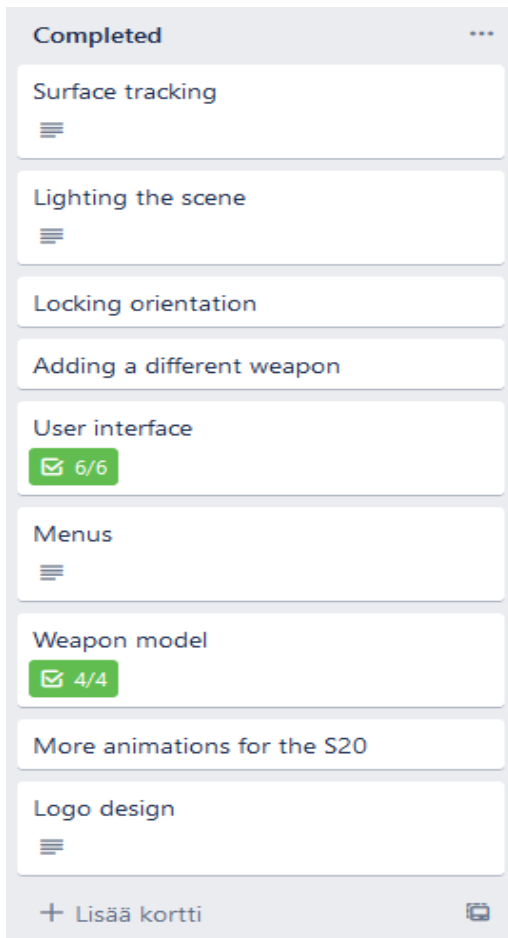 Completed
Surface tracking
Lighting the scene
Locking orientation
Adding a different weapon
User interface
6/6
Menus
Weapon model
4/4
More animations for the S20
Logo design
+ Lisää kortti